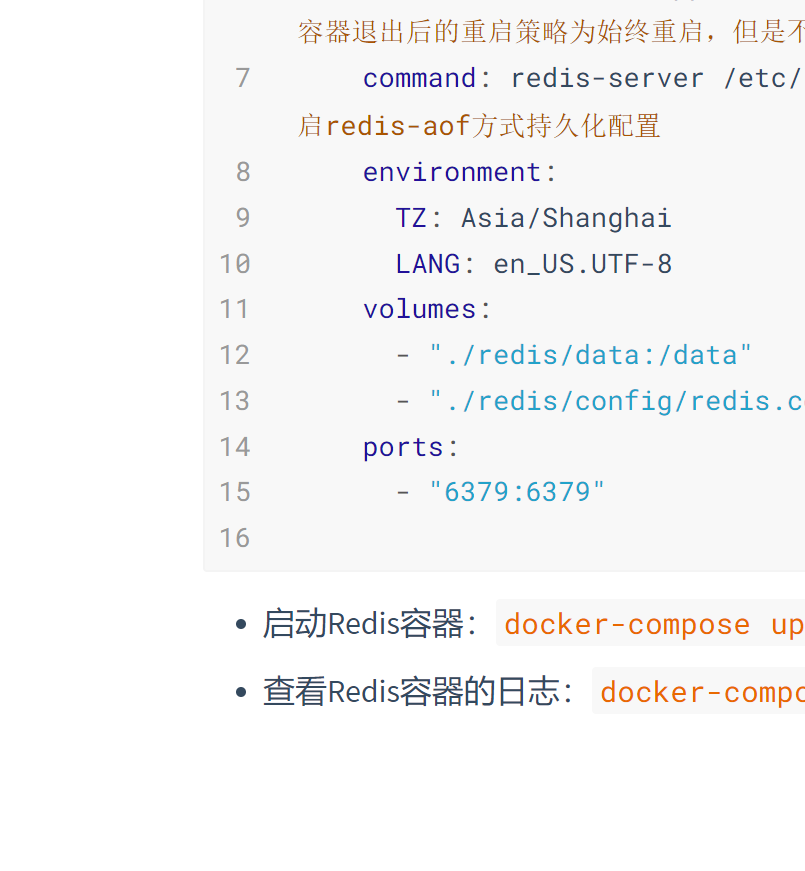 容器退出后的重启策略为始终重启，但是不
7 command: redis-server /etc/
启redis-aof方式持久化配置
8 environment:
9 TZ: Asia/Shanghai
10 LANG: en_US.UTF-8
11 volumes:
12 - "./redis/data:/data"
13 - "./redis/config/redis.c
14 ports:
15 - "6379:6379"
16
• 启动Redis容器： docker-compose up
• 查看Redis容器的日志： docker-compo